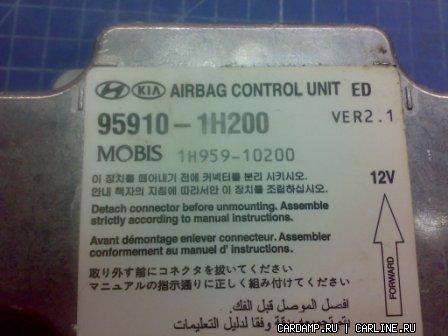 HYUNDAI KIA AIRBAG CONTROL UNIT ED
95910-1H200 VER2.1
MOBIS 1H959-10200
이 장치를 떼어내기 전에 커넥터를 분리 시키시오.
안내 책자의 지침에 따라서만 이 장치를 조립하십시오. 12V
Detach connector before unmounting. Assemble
strictly according to manual instructions.
Avant démontage enlever connecteur. Assembler
conformement au manuel d' instructions.
FORWARD
取り外す前にコネクタを抜いてください
マニュアルの指示通りに正しく組み付けてください
افصل الموصل قبل الفك.
يتم تجميعه بدقة وفقا لدليل التعليمات
CARDAMP.RU | CARLINE.RU